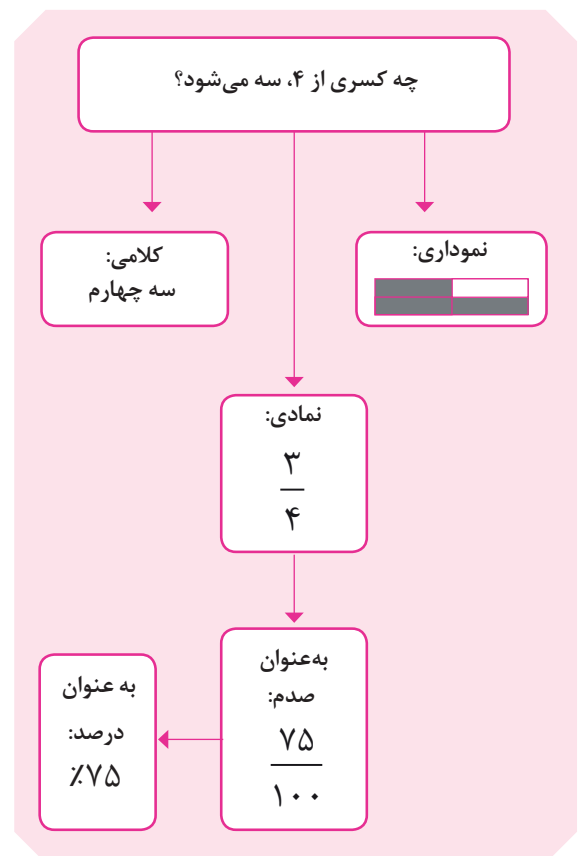 چه کسری از ۴، سه می‌شود؟
نموداری:
کلامی:
سه چهارم
نمادی:
۳
۴
به‌عنوان
صدم:
۷۵
۱۰۰
به عنوان
درصد:
٪۷۵